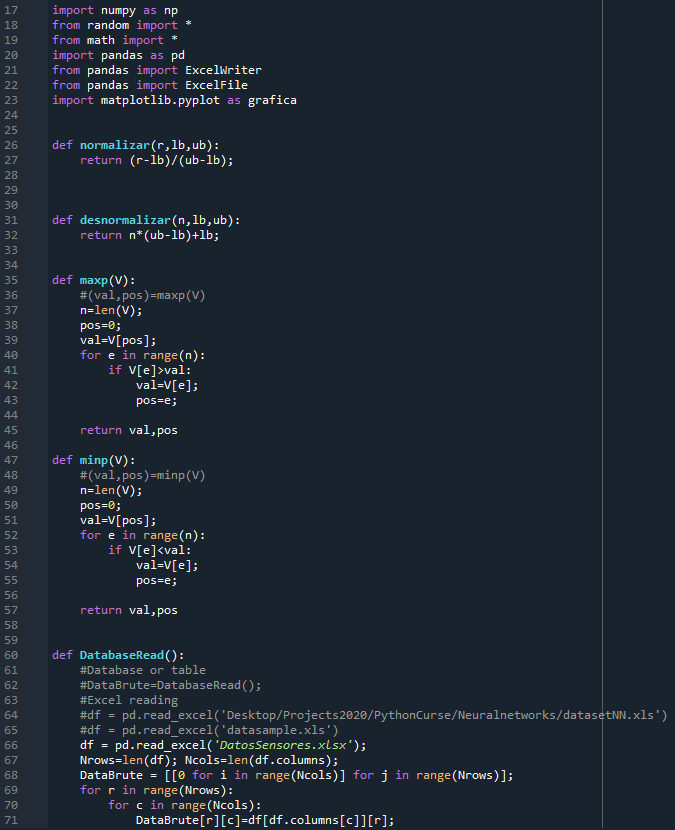 17 import numpy as np
18 from random import *
19 from math import *
20 import pandas as pd
21 from pandas import ExcelWriter
22 from pandas import ExcelFile
23 import matplotlib.pyplot as grafica
24
25
26 def normalizar(r,lb,ub):
27     return (r-lb)/(ub-lb);
28
29
30
31 def desnormalizar(n,lb,ub):
32     return n*(ub-lb)+lb;
33
34
35 def maxp(V):
36     #(val,pos)=maxp(V)
37     n=len(V);
38     pos=0;
39     val=V[pos];
40     for e in range(n):
41         if V[e]>val:
42             val=V[e];
43             pos=e;
44
45     return val,pos
46
47 def minp(V):
48     #(val,pos)=minp(V)
49     n=len(V);
50     pos=0;
51     val=V[pos];
52     for e in range(n):
53         if V[e]<val:
54             val=V[e];
55             pos=e;
56
57     return val,pos
58
59
60 def DatabaseRead():
61     #Database or table
62     #DataBrute=DatabaseRead();
63     #Excel reading
64     #df = pd.read_excel('Desktop/Projects2020/PythonCurse/Neuralnetworks/datasetNN.xls')
65     #df = pd.read_excel('datasample.xls')
66     df = pd.read_excel('DatosSensores.xlsx');
67     Nrows=len(df); Ncols=len(df.columns);
68     DataBrute = [[0 for i in range(Ncols)] for j in range(Nrows)];
69     for r in range(Nrows):
70         for c in range(Ncols):
71             DataBrute[r][c]=df[df.columns[c]][r];